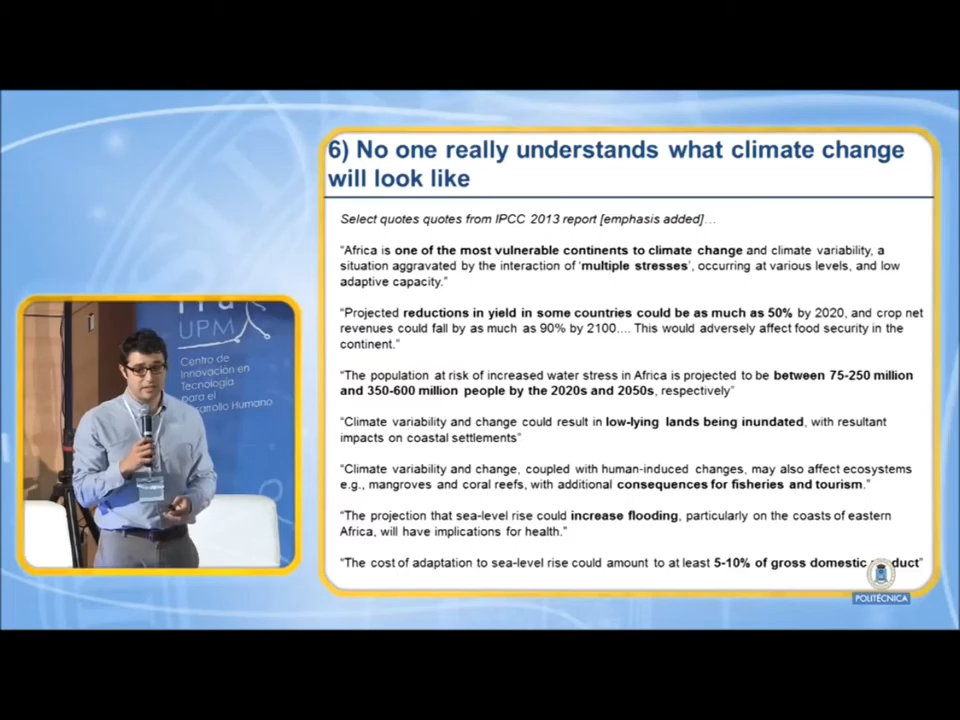 6) No one really understands what climate change
will look like
Select quotes quotes from IPCC 2013 report [emphasis added]…
“Africa is one of the most vulnerable continents to climate change and climate variability, a
situation aggravated by the interaction of ‘multiple stresses’, occurring at various levels, and low
adaptive capacity.”
“Projected reductions in yield in some countries could be as much as 50% by 2020, and crop net
revenues could fall by as much as 90% by 2100…. This would adversely affect food security in the
continent.”
“The population at risk of increased water stress in Africa is projected to be between 75-250 million
and 350-600 million people by the 2020s and 2050s, respectively”
“Climate variability and change could result in low-lying lands being inundated, with resultant
impacts on coastal settlements”
“Climate variability and change, coupled with human-induced changes, may also affect ecosystems
e.g., mangroves and coral reefs, with additional consequences for fisheries and tourism.”
“The projection that sea-level rise could increase flooding, particularly on the coasts of eastern
Africa, will have implications for health.”
“The cost of adaptation to sea-level rise could amount to at least 5-10% of gross domestic duct”
POLITÉCNICA
UPM
Centro de
Innovación en
Tecnología
para el
Desarrollo Humano